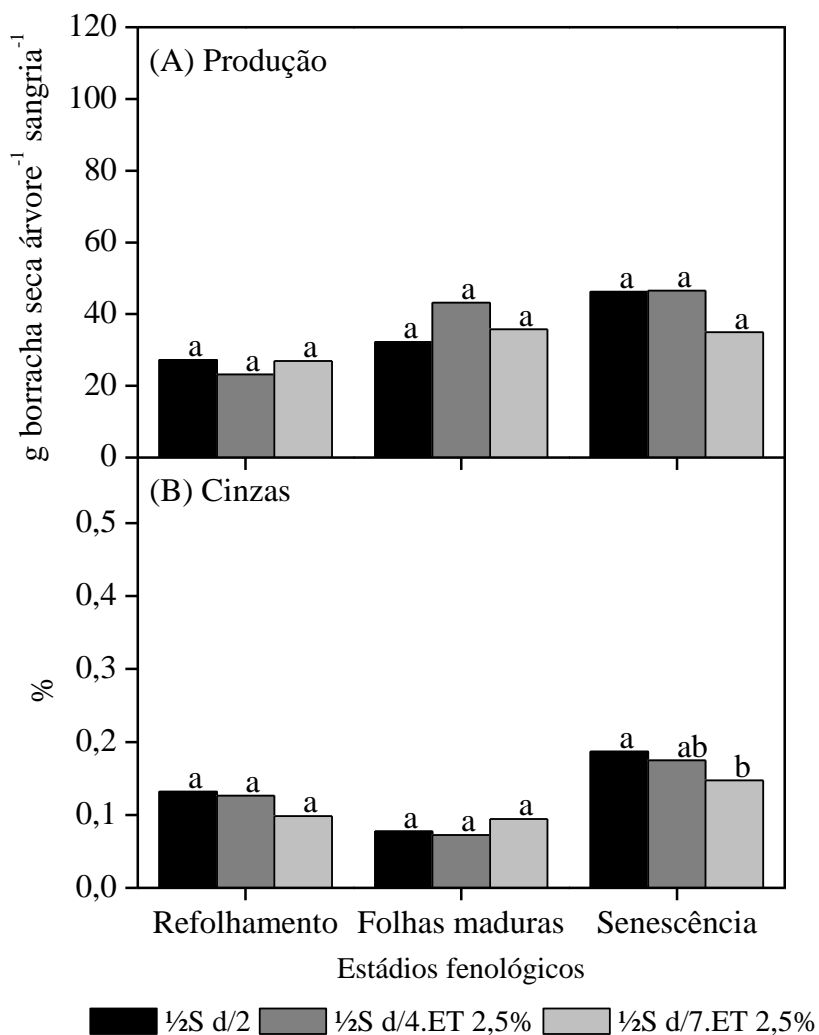 (A) Produção
g borracha seca árvore⁻¹ sangria⁻¹
120
100
80
60
40
20
0
a a a a a a a a a
(B) Cinzas
%
0,5
0,4
0,3
0,2
0,1
0,0
a a a a a a a ab b
Refolhamento Folhas maduras Senescência
Estádios fenológicos
½S d/2 ½S d/4.ET 2,5% ½S d/7.ET 2,5%